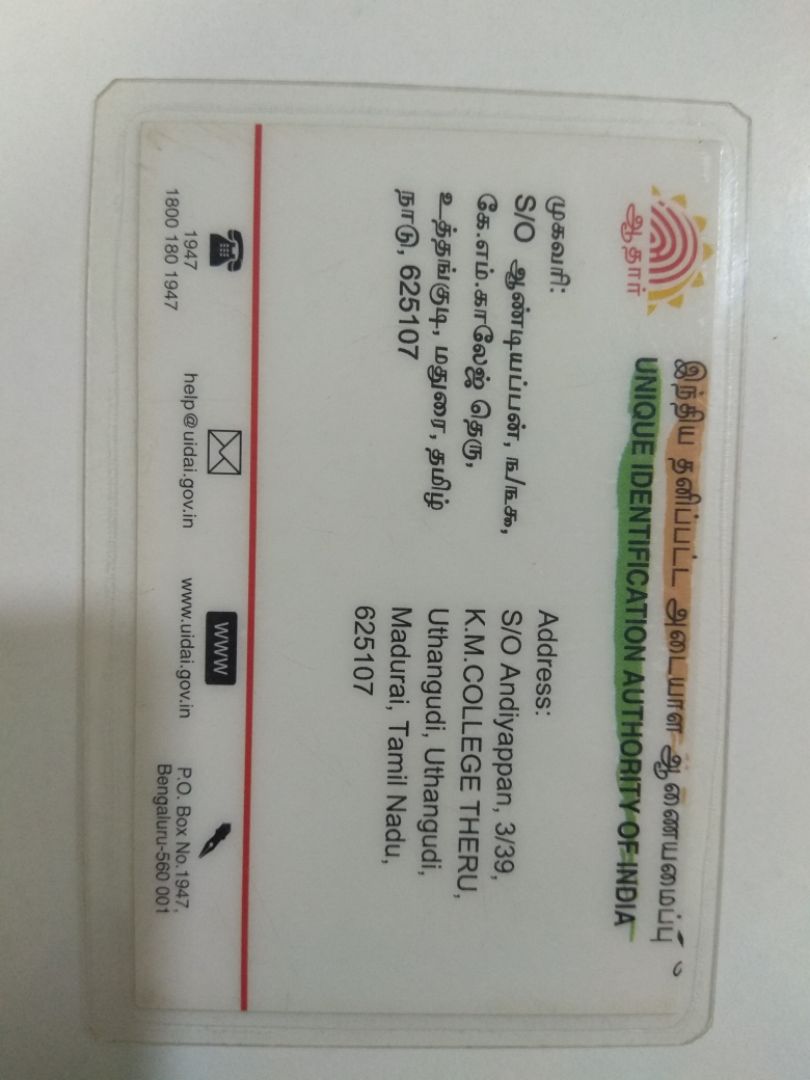 இந்திய தனிப்பட்ட அடையாள ஆணையமைப்பு
UNIQUE IDENTIFICATION AUTHORITY OF INDIA
ஆதார்
முகவரி:
S/O ஆண்டியப்பன், ௩/௩௯,
கே.எம்.காலேஜ் தெரு,
உத்தங்குடி, மதுரை, தமிழ்
நாடு, 625107
Address:
S/O Andiyappan, 3/39,
K.M.COLLEGE THERU,
Uthangudi, Uthangudi,
Madurai, Tamil Nadu,
625107
1947
1800 180 1947
help@uidai.gov.in
www
www.uidai.gov.in
P.O. Box No.1947,
Bengaluru-560 001